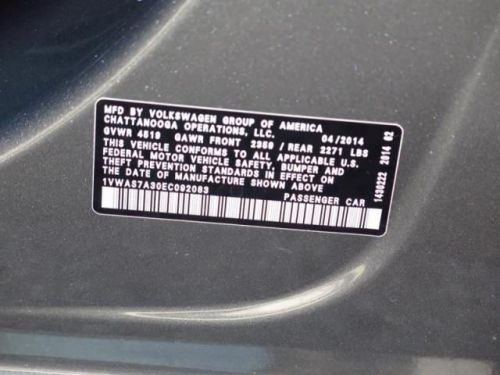 MFD BY VOLKSWAGEN GROUP OF AMERICA
CHATTANOOGA OPERATIONS, LLC. 04/2014
GVWR 4519 GAWR FRONT 2359 / REAR 2271 LBS
THIS VEHICLE CONFORMS TO ALL APPLICABLE U.S.
FEDERAL MOTOR VEHICLE SAFETY, BUMPER AND
THEFT PREVENTION STANDARDS IN EFFECT ON
THE DATE OF MANUFACTURE SHOWN ABOVE
1VWAS7A30EC092083 PASSENGER CAR
1430222 2014 02